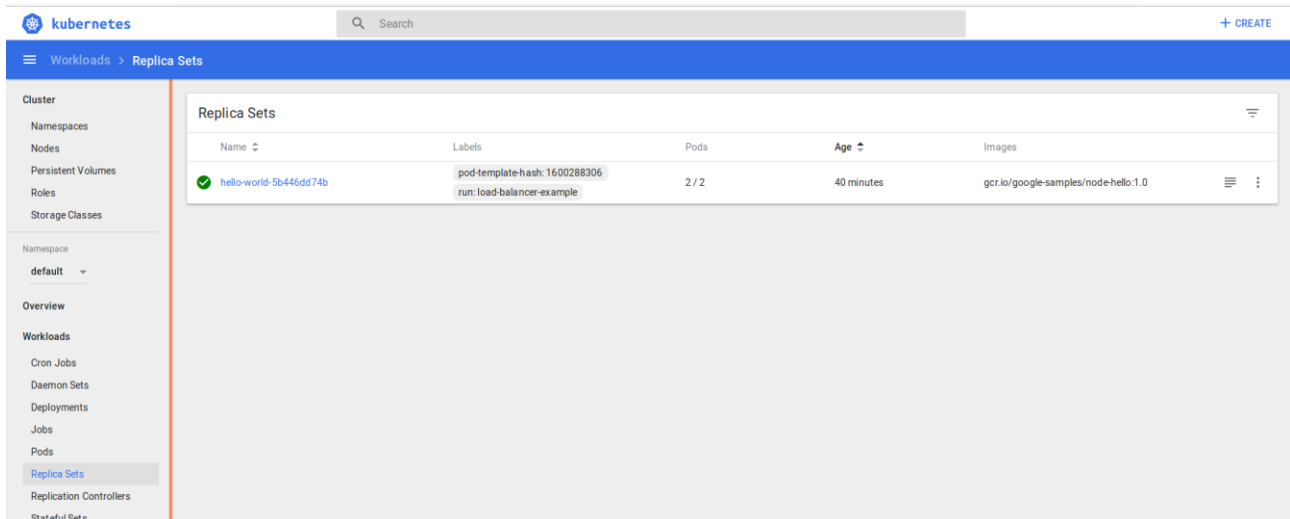 kubernetes
Search
+ CREATE
Workloads > Replica Sets
Cluster
Namespaces
Nodes
Persistent Volumes
Roles
Storage Classes
Namespace
default
Overview
Workloads
Cron Jobs
Daemon Sets
Deployments
Jobs
Pods
Replica Sets
Replication Controllers
Stateful Sets
Replica Sets
Name Labels Pods Age Images
hello-world-5b446dd74b pod-template-hash: 1600288306 2 / 2 40 minutes gcr.io/google-samples/node-hello:1.0
run: load-balancer-example